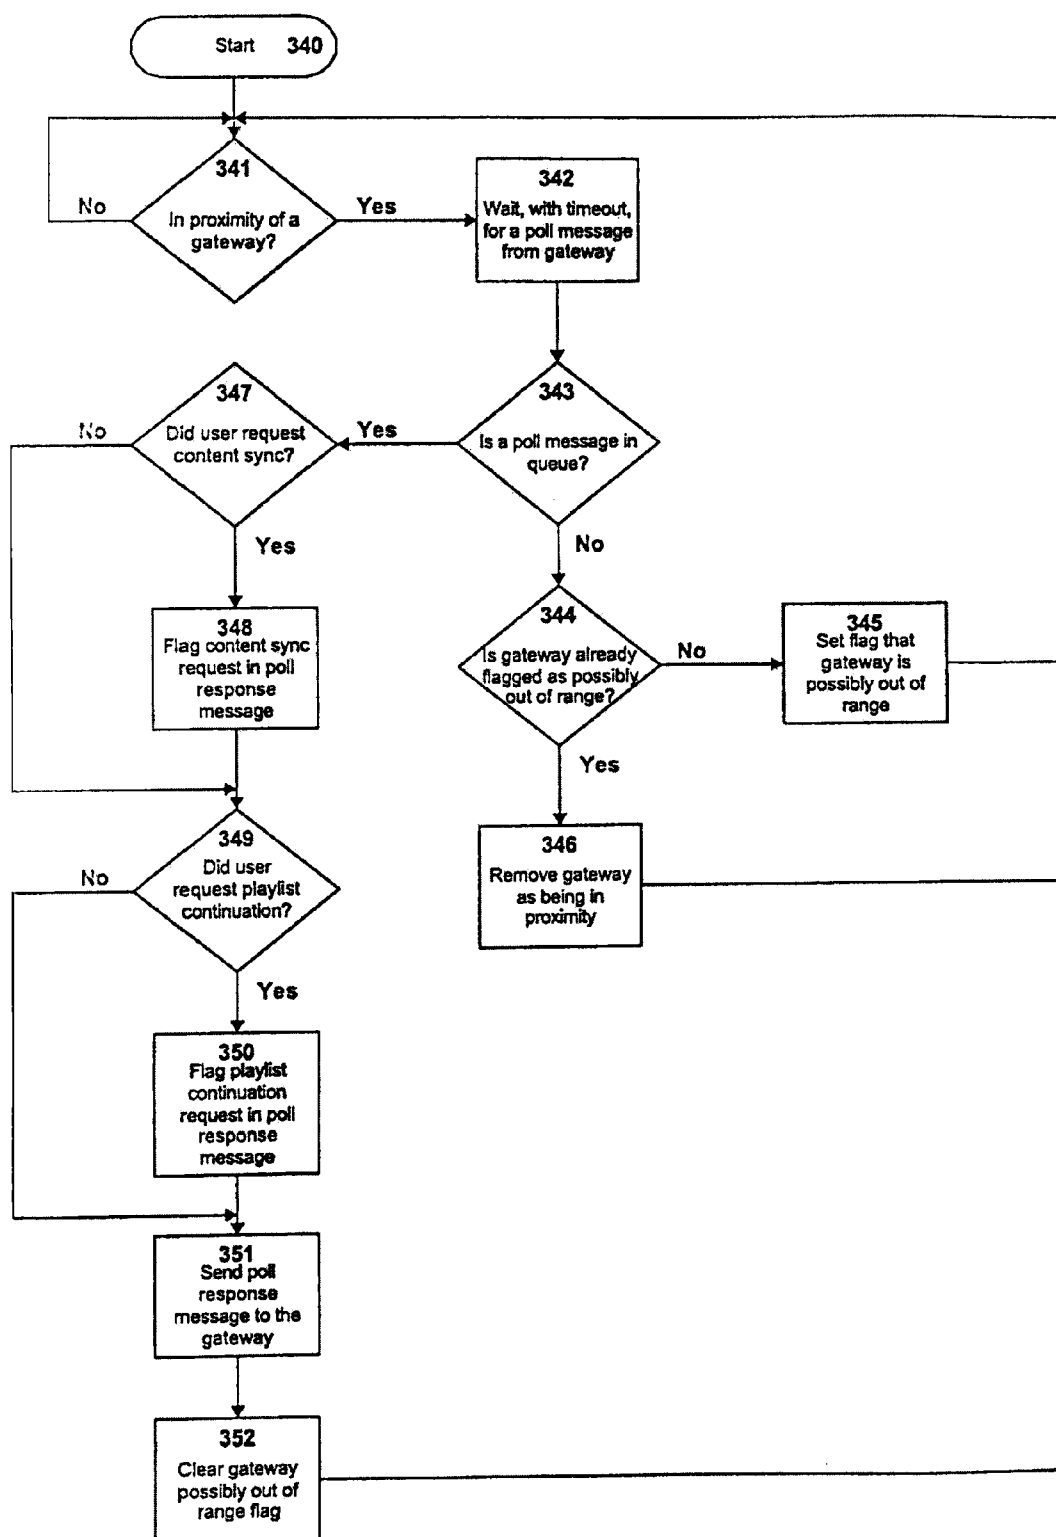 Start 340
341
In proximity of a
gateway?
No
Yes
342
Wait, with timeout,
for a poll message
from gateway
343
Is a poll message in
queue?
Yes
No
347
Did user request
content sync?
No
Yes
344
Is gateway already
flagged as possibly
out of range?
No
Yes
345
Set flag that
gateway is
possibly out of
range
348
Flag content sync
request in poll
response
message
346
Remove gateway
as being in
proximity
349
Did user
request playlist
continuation?
No
Yes
350
Flag playlist
continuation
request in poll
response
message
351
Send poll
response
message to the
gateway
352
Clear gateway
possibly out of
range flag